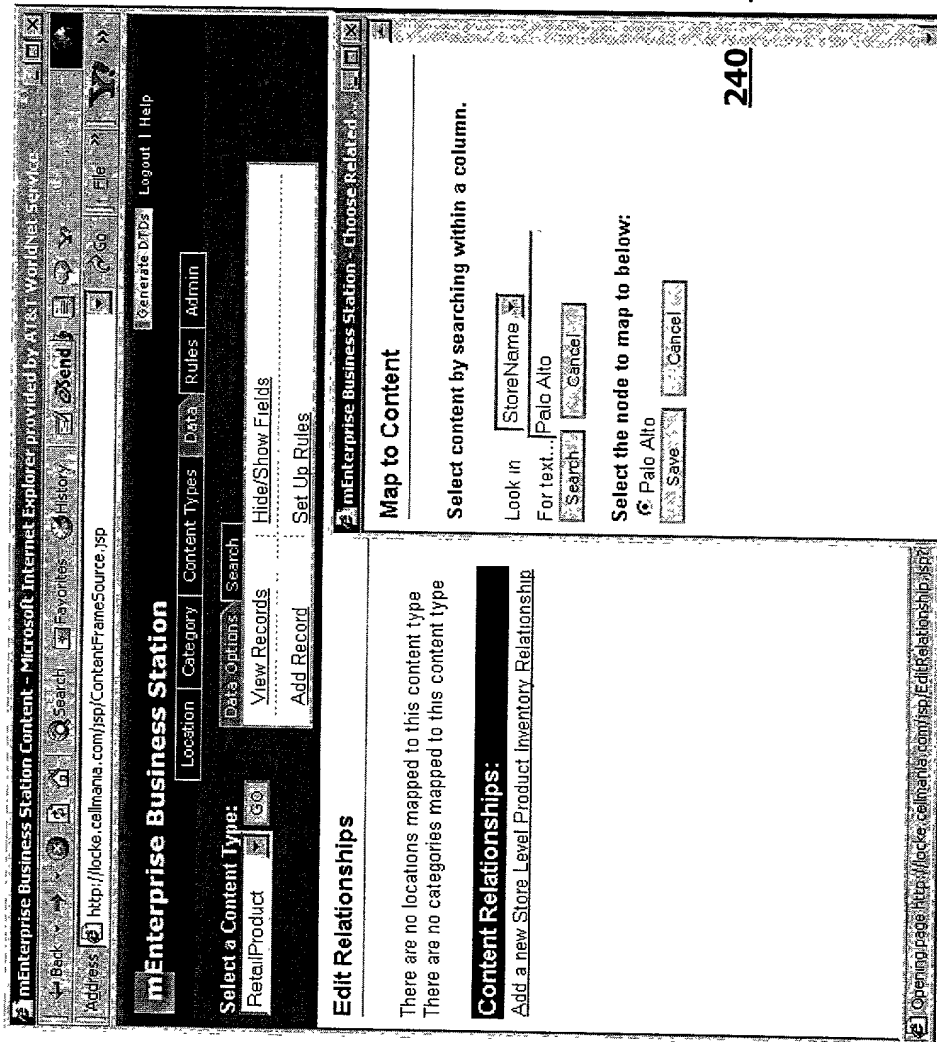 mEnterprise Business Station Content - Microsoft Internet Explorer provided by AT&T WorldNet Service
Back Search Favorites History Send
Address http://locke.cellmania.com/jsp/ContentFrameSource.jsp Go File
mEnterprise Business Station
Generate DTDs Logout | Help
Location Category Content Types Data Rules Admin
Select a Content Type:
RetailProduct GO
Data Options Search
View Records Hide/Show Fields
Add Record Set Up Rules
Edit Relationships
There are no locations mapped to this content type
There are no categories mapped to this content type
Content Relationships:
Add a new Store Level Product Inventory Relationship
Opening page http://locke.cellmania.com/jsp/EditRelationship.jsp?
mEnterprise Business Station - Choose Related
Map to Content
Select content by searching within a column.
Look in StoreName
For text... Palo Alto
Search Cancel
Select the node to map to below:
Palo Alto
Save Cancel
240